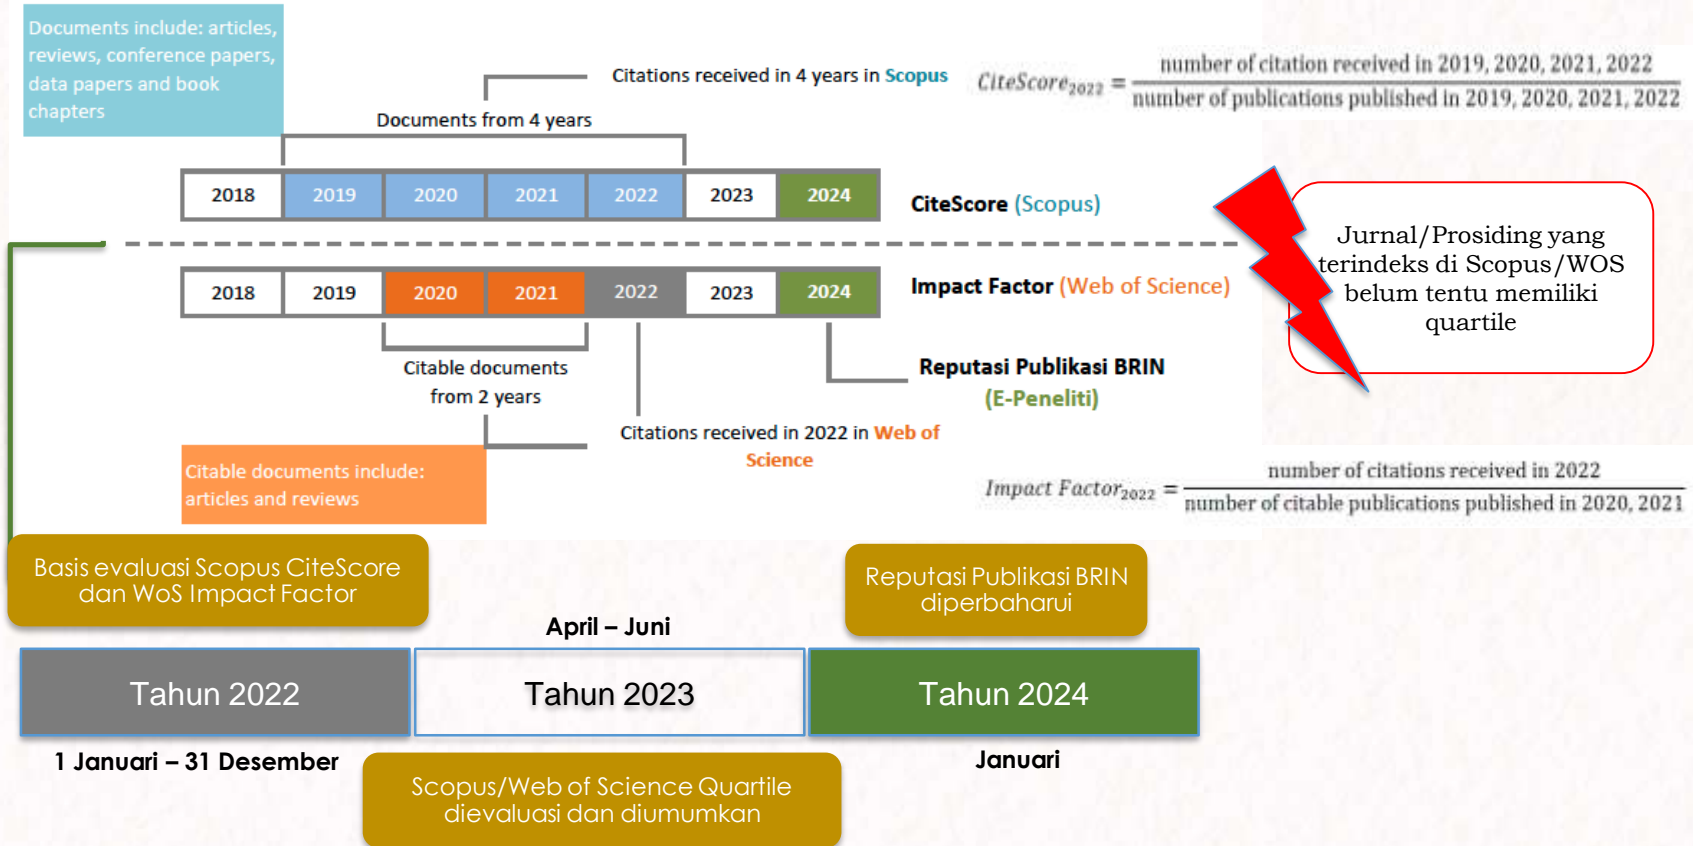 Documents include: articles,
reviews, conference papers,
data papers and book
chapters
Citations received in 4 years in Scopus
CiteScore2022 = number of citation received in 2019, 2020, 2021, 2022
number of publications published in 2019, 2020, 2021, 2022
Documents from 4 years
2018 2019 2020 2021 2022 2023 2024
CiteScore (Scopus)
Jurnal/Prosiding yang
terindeks di Scopus/WOS
belum tentu memiliki
quartile
2018 2019 2020 2021 2022 2023 2024
Impact Factor (Web of Science)
Citable documents
from 2 years
Reputasi Publikasi BRIN
(E-Peneliti)
Citations received in 2022 in Web of
Science
Citable documents include:
articles and reviews
Impact Factor2022 = number of citations received in 2022
number of citable publications published in 2020, 2021
Basis evaluasi Scopus CiteScore
dan WoS Impact Factor
Reputasi Publikasi BRIN
diperbaharui
April – Juni
Tahun 2022
Tahun 2023
Tahun 2024
1 Januari – 31 Desember
Januari
Scopus/Web of Science Quartile
dievaluasi dan diumumkan